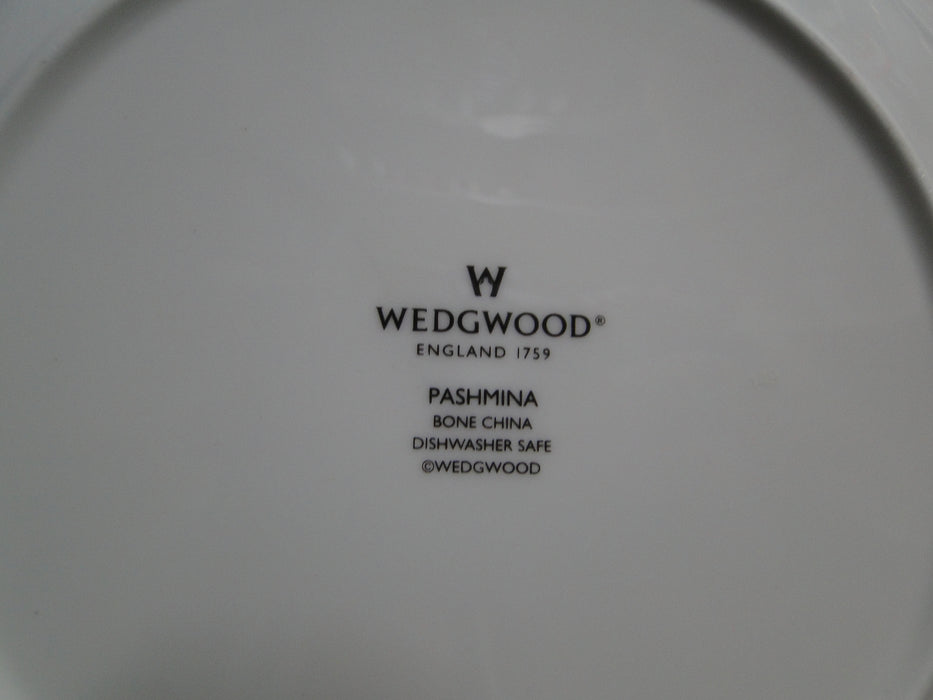 W
WEDGWOOD®
ENGLAND 1759
PASHMINA
BONE CHINA
DISHWASHER SAFE
©WEDGWOOD